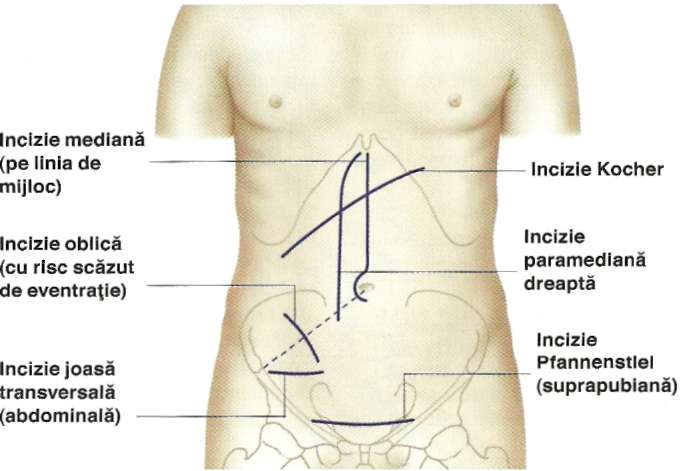 Incizie mediană
(pe linia de
mijloc)
Incizie oblică
(cu risc scăzut
de eventraţie)
Incizie joasă
transversală
(abdominală)
Incizie Kocher
Incizie
paramediană
dreaptă
Incizie
Pfannenstiel
(suprapubiană)